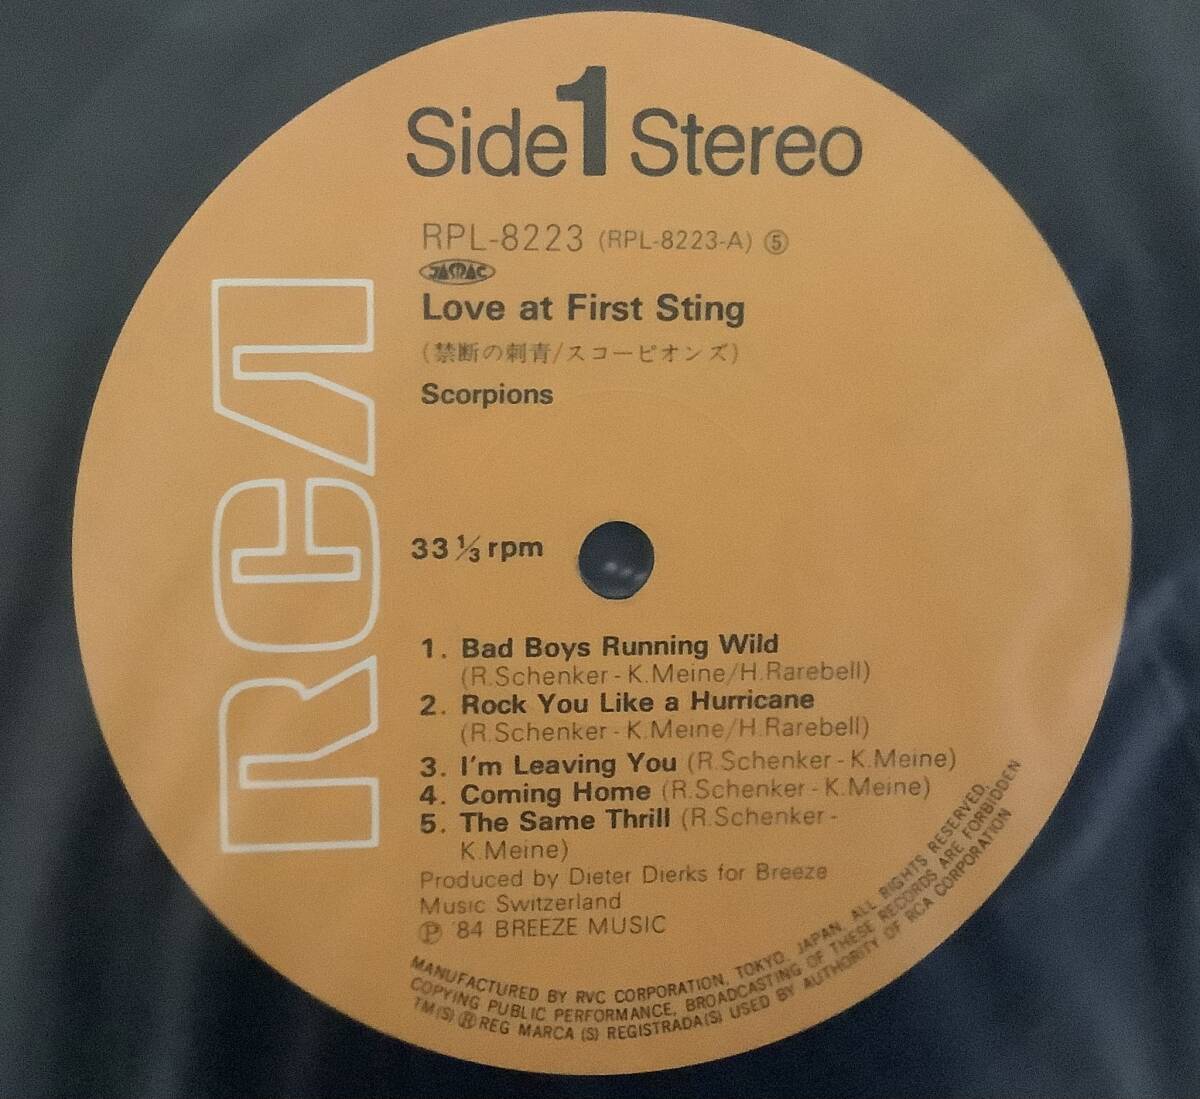 Side 1 Stereo
RPL-8223 (RPL-8223-A) ⑤
JASRAC
Love at First Sting
(禁断の刺青/スコーピオンズ)
Scorpions
RCA
33 1/3 rpm
1. Bad Boys Running Wild
(R.Schenker - K.Meine/H.Rarebell)
2. Rock You Like a Hurricane
(R.Schenker - K.Meine/H.Rarebell)
3. I'm Leaving You (R.Schenker - K.Meine)
4. Coming Home (R.Schenker - K.Meine)
5. The Same Thrill (R.Schenker -
K.Meine)
Produced by Dieter Dierks for Breeze
Music Switzerland
Ⓟ '84 BREEZE MUSIC
MANUFACTURED BY RVC CORPORATION, TOKYO, JAPAN. ALL RIGHTS RESERVED.
COPYING PUBLIC PERFORMANCE, BROADCASTING OF THESE RECORDS ARE FORBIDDEN
TM(S) ® REG MARCA (S) REGISTRADA(S) USED BY AUTHORITY OF RCA CORPORATION